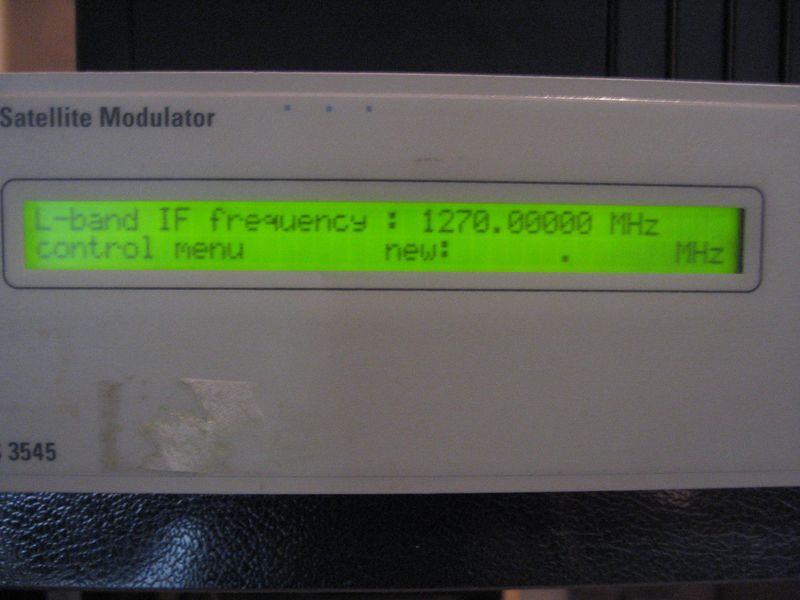 Satellite Modulator
L-band IF frequency : 1270.00000 MHz
control menu new: . MHz
3545